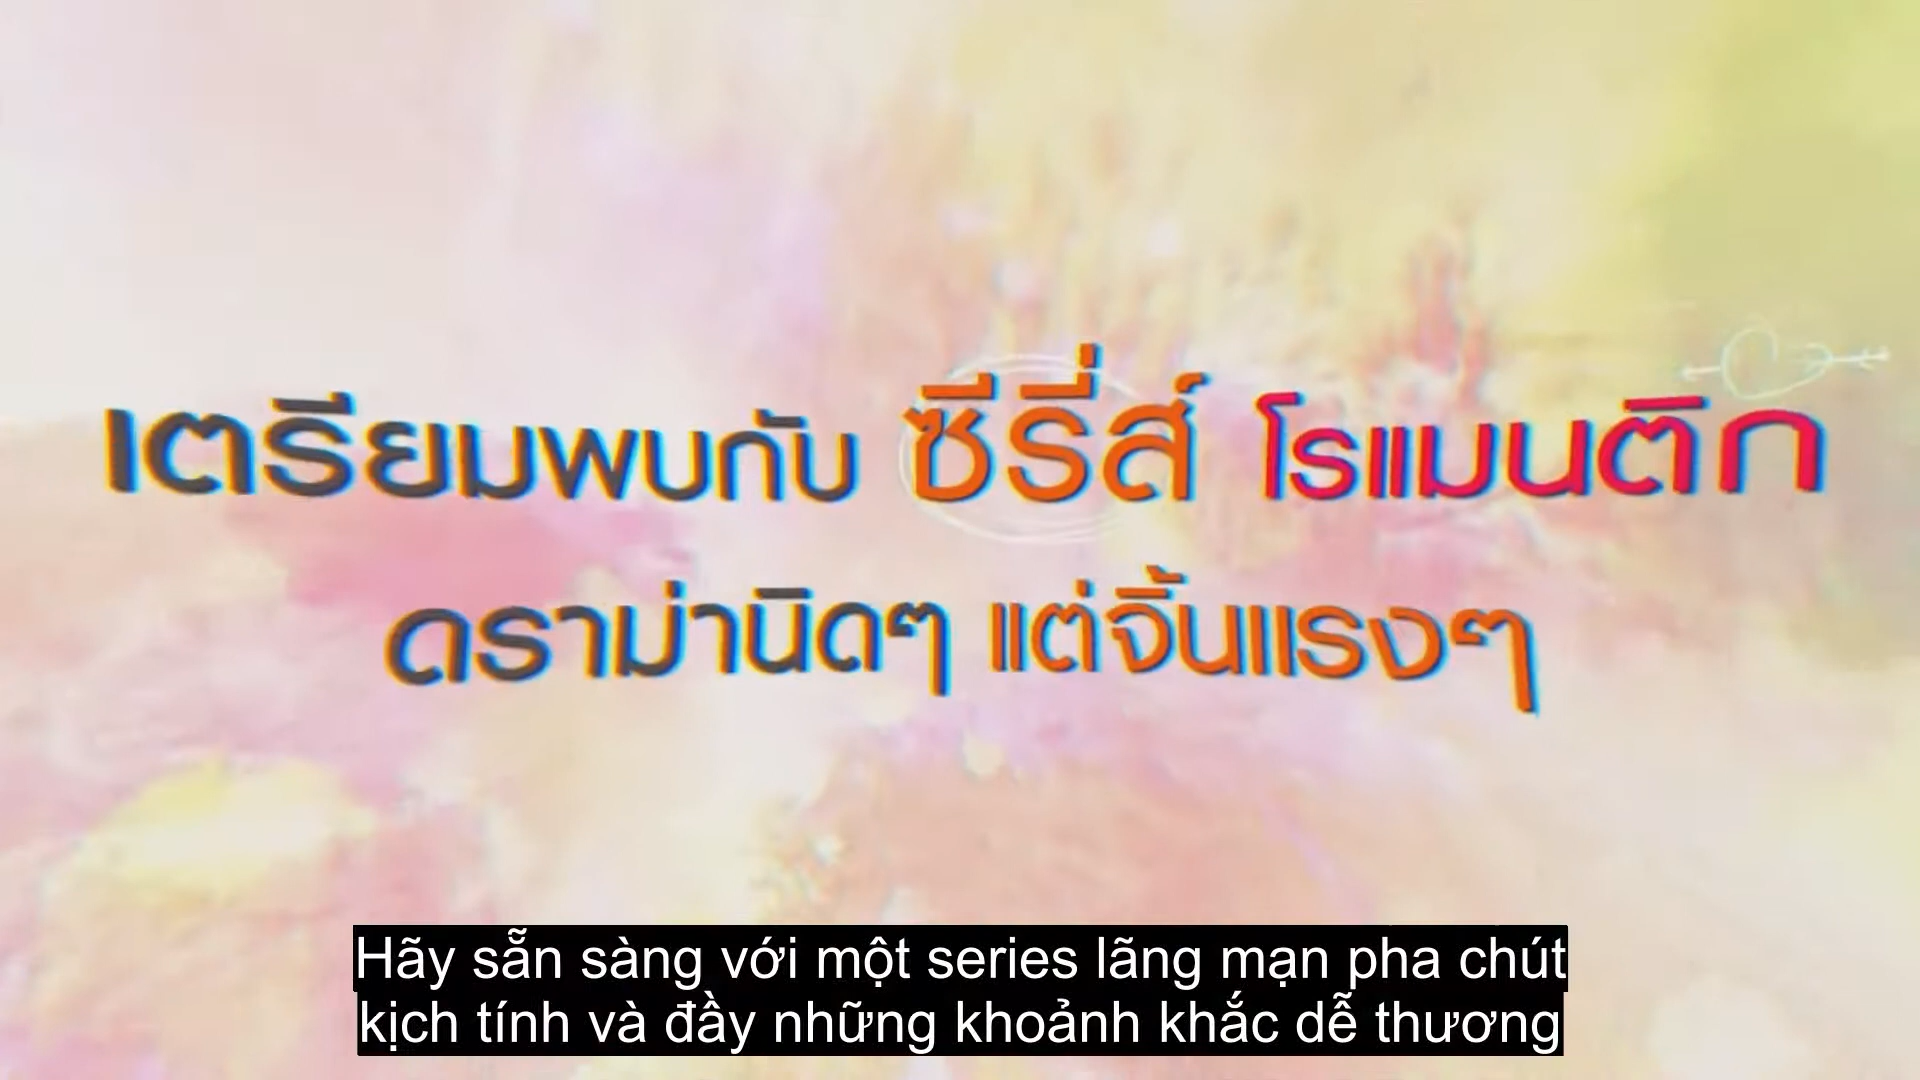 เตรียมพบกับ ซีรี่ส์ โรแมนติก
ดราม่านิดๆ แต่จิ้นแรงๆ
Hãy sẵn sàng với một series lãng mạn pha chút
kịch tính và đầy những khoảnh khắc dễ thương